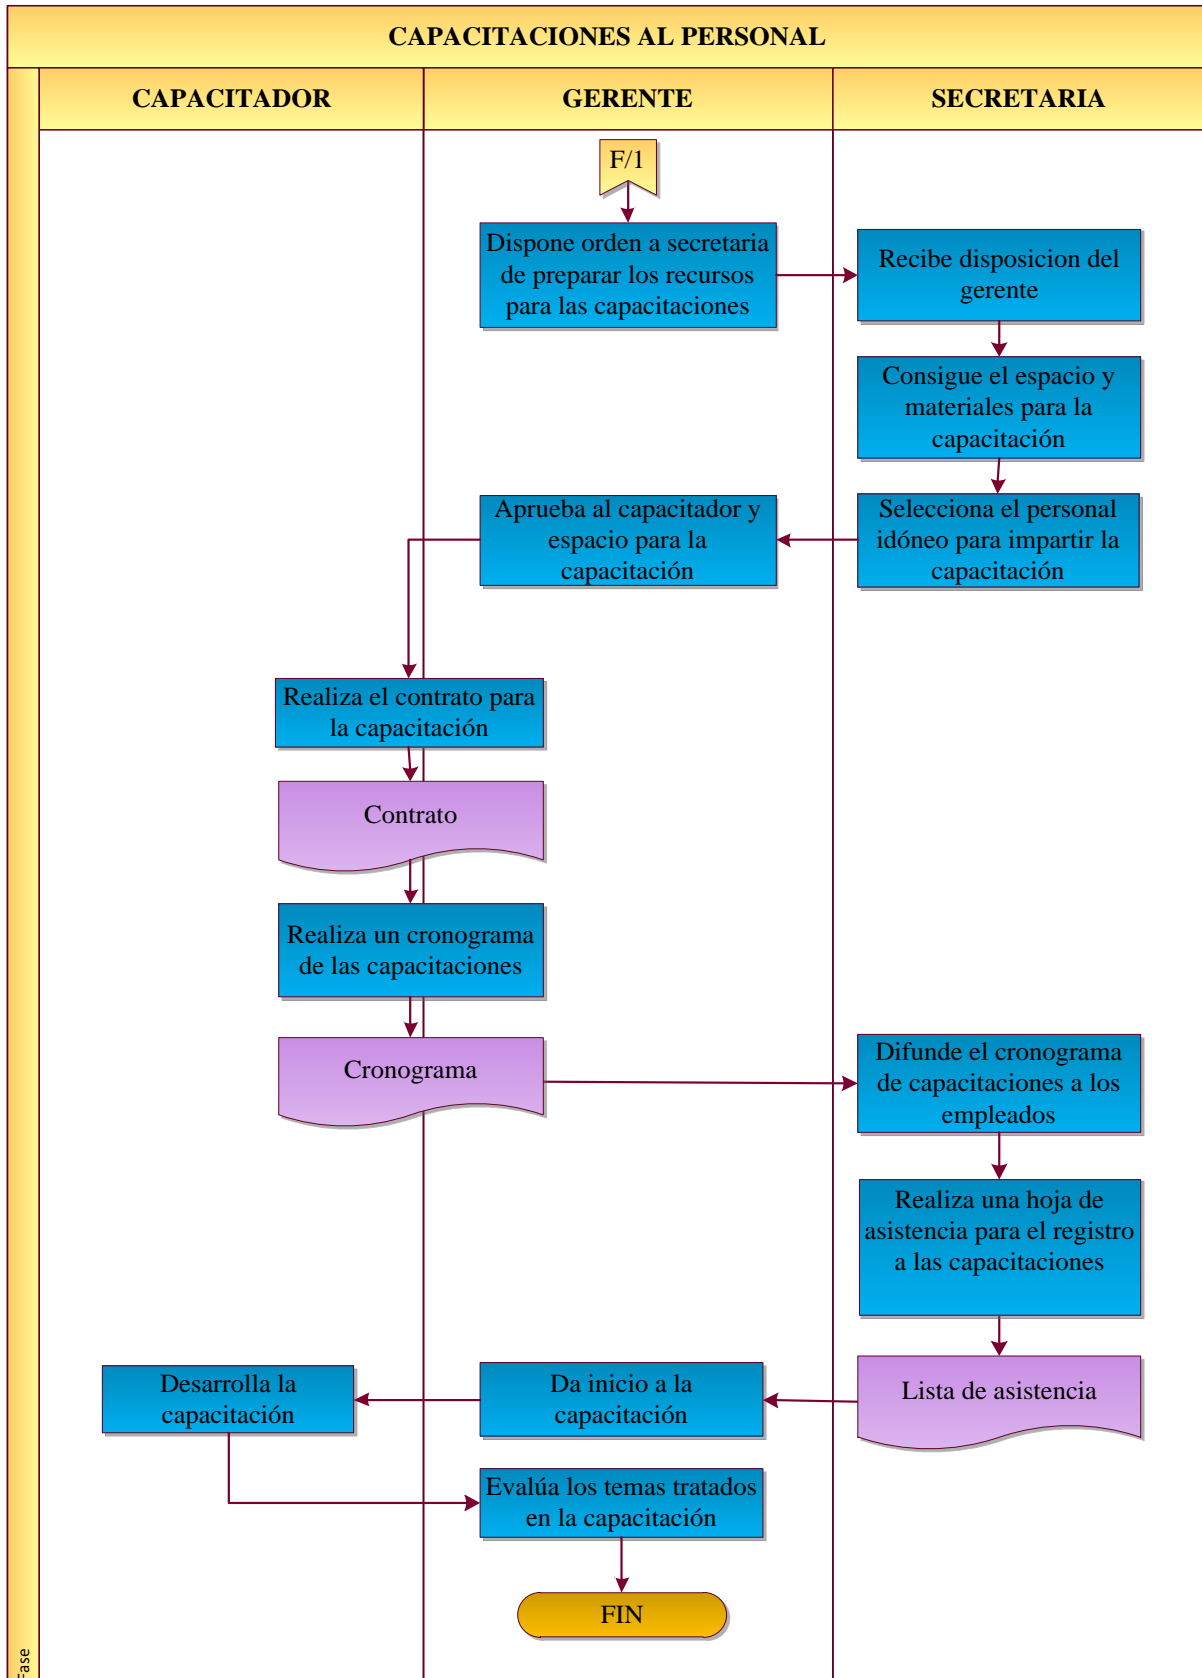 CAPACITACIONES AL PERSONAL
CAPACITADOR
GERENTE
SECRETARIA
F/1
Dispone orden a secretaria
de preparar los recursos
para las capacitaciones
Recibe disposicion del
gerente
Consigue el espacio y
materiales para la
capacitación
Selecciona el personal
idóneo para impartir la
capacitación
Aprueba al capacitador y
espacio para la
capacitación
Realiza el contrato para
la capacitación
Contrato
Realiza un cronograma
de las capacitaciones
Cronograma
Difunde el cronograma
de capacitaciones a los
empleados
Realiza una hoja de
asistencia para el registro
a las capacitaciones
Lista de asistencia
Da inicio a la
capacitación
Desarrolla la
capacitación
Evalúa los temas tratados
en la capacitación
FIN
Fase